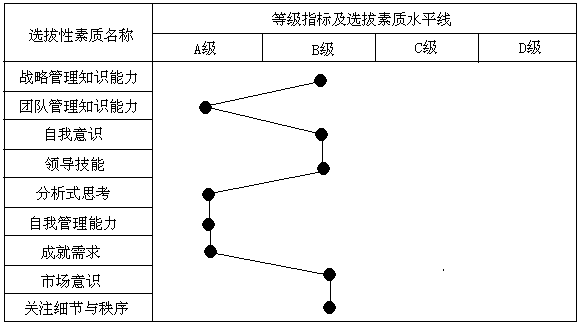 选拔性素质名称
等级指标及选拔素质水平线
A级 B级 C级 D级
战略管理知识能力
团队管理知识能力
自我意识
领导技能
分析式思考
自我管理能力
成就需求
市场意识
关注细节与秩序